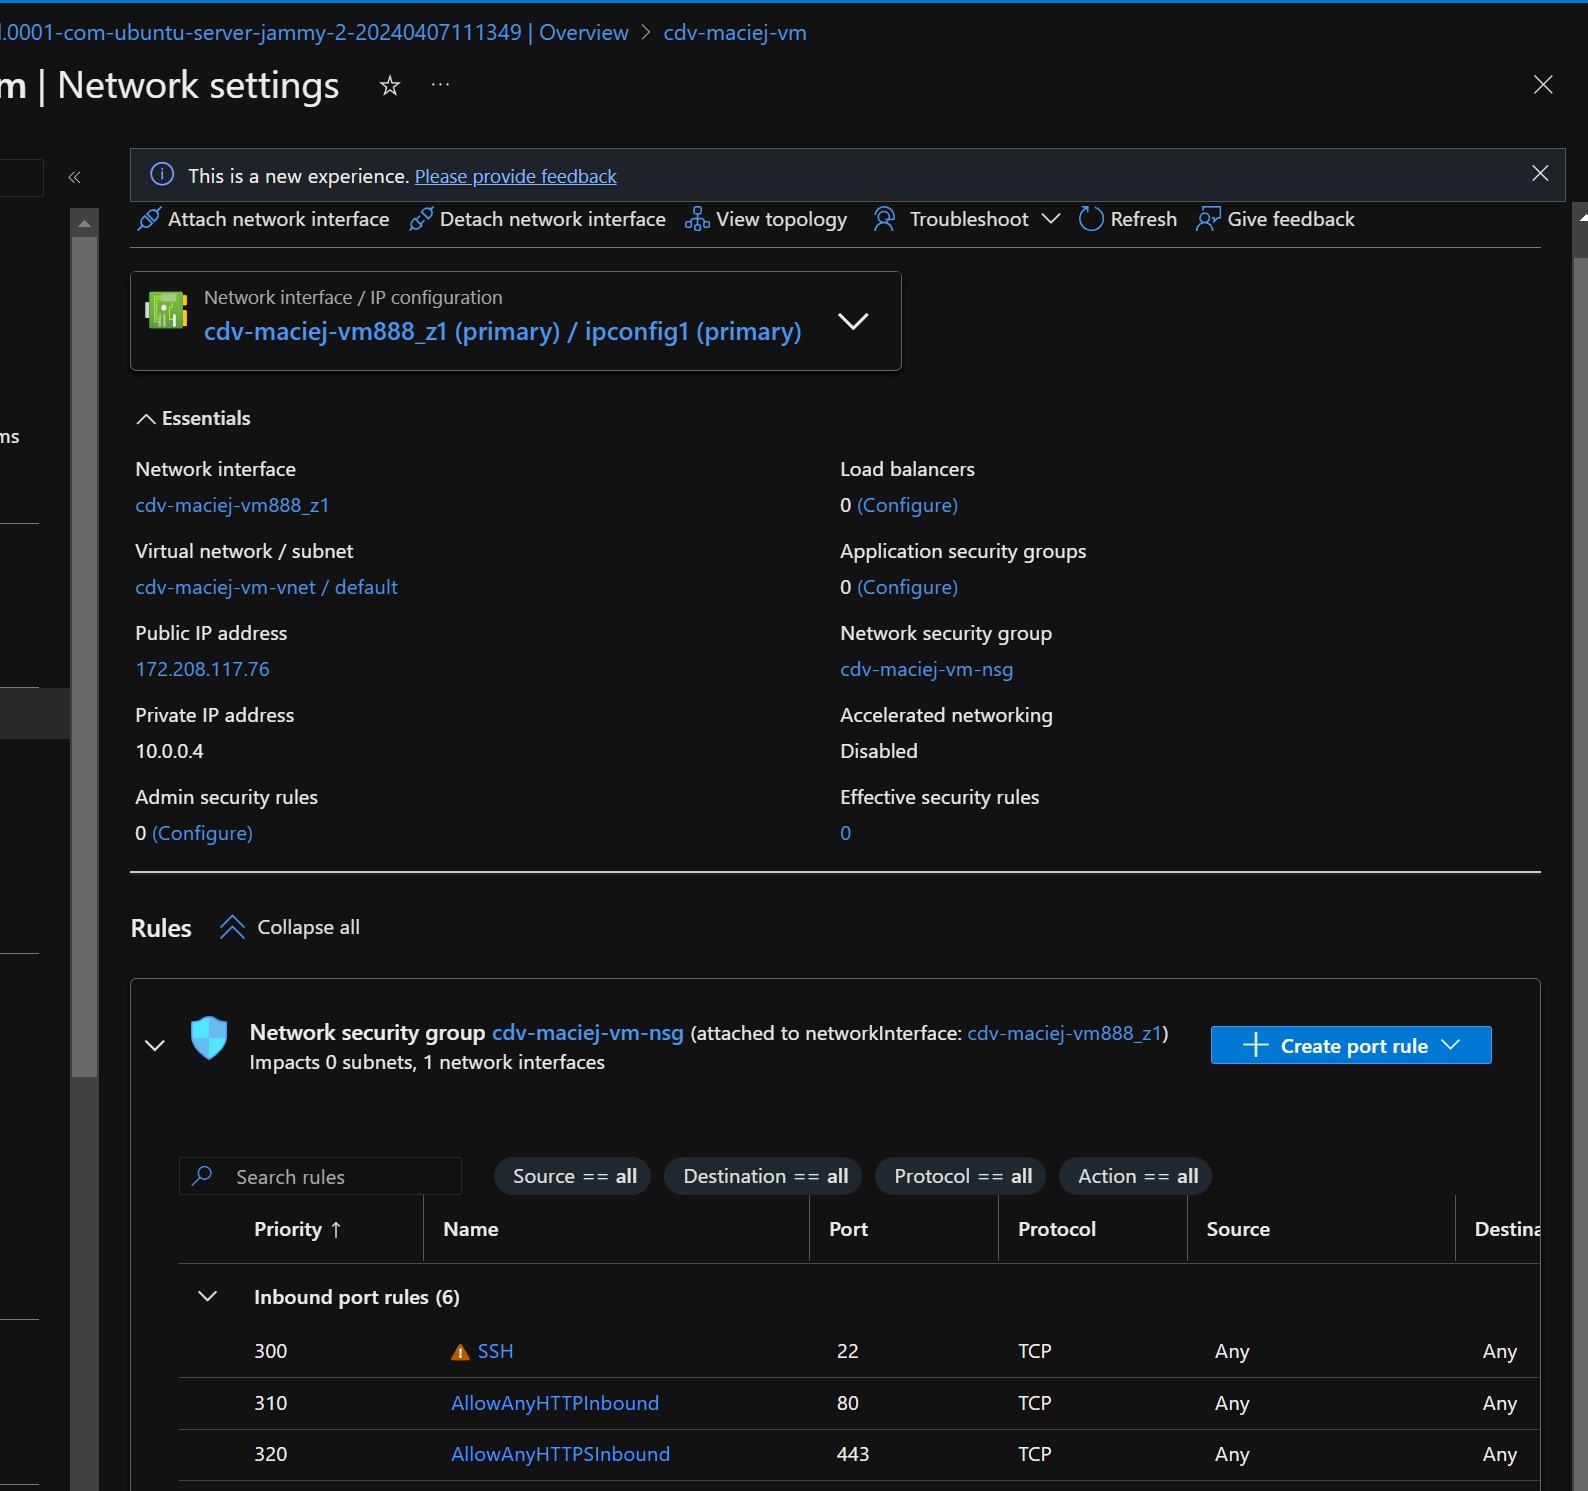 l.0001-com-ubuntu-server-jammy-2-20240407111349 | Overview > cdv-maciej-vm
m | Network settings ☆ ...
«
This is a new experience. Please provide feedback
Attach network interface Detach network interface View topology Troubleshoot Refresh Give feedback
Network interface / IP configuration
cdv-maciej-vm888_z1 (primary) / ipconfig1 (primary)
Essentials
ms
Network interface
cdv-maciej-vm888_z1
Virtual network / subnet
cdv-maciej-vm-vnet / default
Public IP address
172.208.117.76
Private IP address
10.0.0.4
Admin security rules
0 (Configure)
Load balancers
0 (Configure)
Application security groups
0 (Configure)
Network security group
cdv-maciej-vm-nsg
Accelerated networking
Disabled
Effective security rules
0
Rules Collapse all
Network security group cdv-maciej-vm-nsg (attached to networkInterface: cdv-maciej-vm888_z1)
Impacts 0 subnets, 1 network interfaces
+ Create port rule
Search rules Source == all Destination == all Protocol == all Action == all
Priority ↑ Name Port Protocol Source Destina
Inbound port rules (6)
300 SSH 22 TCP Any Any
310 AllowAnyHTTPInbound 80 TCP Any Any
320 AllowAnyHTTPSInbound 443 TCP Any Any